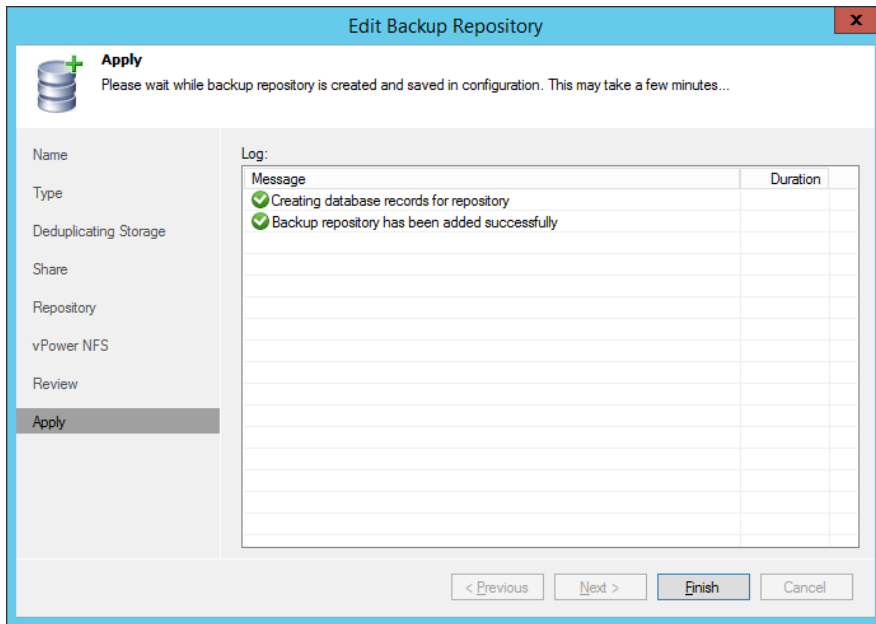 Edit Backup Repository
x
Apply
Please wait while backup repository is created and saved in configuration. This may take a few minutes...
Name
Type
Deduplicating Storage
Share
Repository
vPower NFS
Review
Apply
Log:
Message Duration
Creating database records for repository
Backup repository has been added successfully
< Previous Next > Finish Cancel